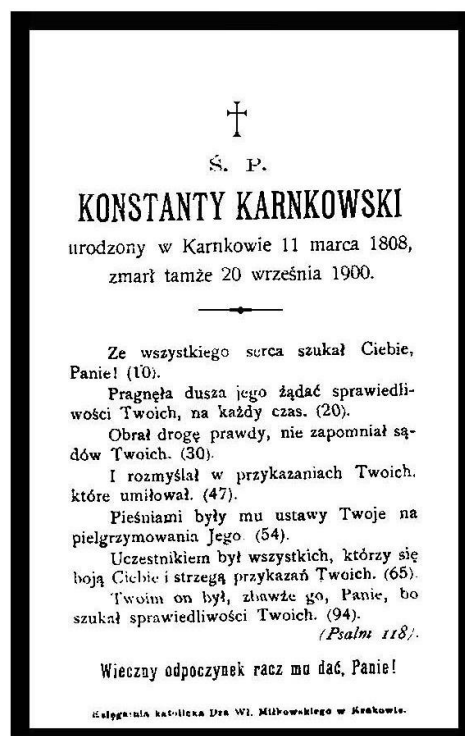 Ś. P.
KONSTANTY KARNKOWSKI
urodzony w Karnkowie 11 marca 1808,
zmarł tamże 20 września 1900.
Ze wszystkiego serca szukał Ciebie,
Panie! (10).
Pragnęła dusza jego żądać sprawiedli-
wości Twoich, na każdy czas. (20).
Obrał drogę prawdy, nie zapomniał są-
dów Twoich. (30).
I rozmyślał w przykazaniach Twoich,
które umiłował. (47).
Pieśniami były mu ustawy Twoje na
pielgrzymowania Jego (54).
Uczestnikiem był wszystkich, którzy się
boją Ciebie i strzegą przykazań Twoich. (65).
Twoim on był, zbawże go, Panie, bo
szukał sprawiedliwości Twoich. (94).
(Psalm 118).
Wieczny odpoczynek racz mu dać, Panie!
Księgarnia katolicka Dra Wł. Miłkowskiego w Krakowie.